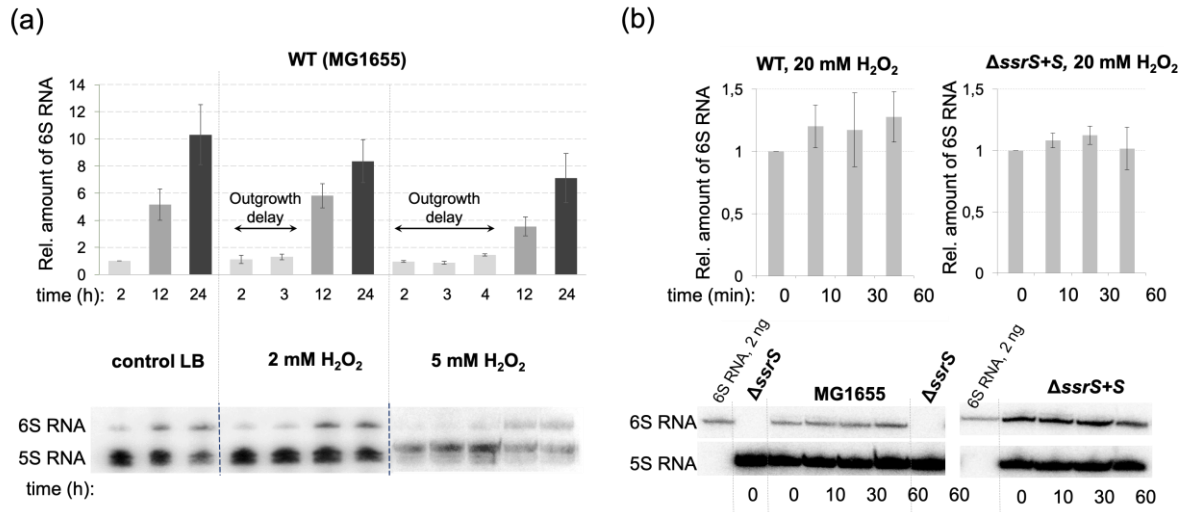 (a)
WT (MG1655)
Rel. amount of 6S RNA
14
12
10
8
6
4
2
0
Outgrowth
delay
Outgrowth
delay
time (h): 2 12 24 2 3 12 24 2 3 4 12 24
control LB 2 mM H₂O₂ 5 mM H₂O₂
6S RNA
5S RNA
time (h):
(b)
WT, 20 mM H₂O₂
Rel. amount of 6S RNA
1,5
1
0,5
0
time (min): 0 10 30 60
ΔssrS+S, 20 mM H₂O₂
Rel. amount of 6S RNA
1,5
1
0,5
0
0 10 30 60
6S RNA, 2 ng
ΔssrS
MG1655
ΔssrS
6S RNA, 2 ng
ΔssrS+S
6S RNA
5S RNA
0 0 10 30 60 60 0 10 30 60